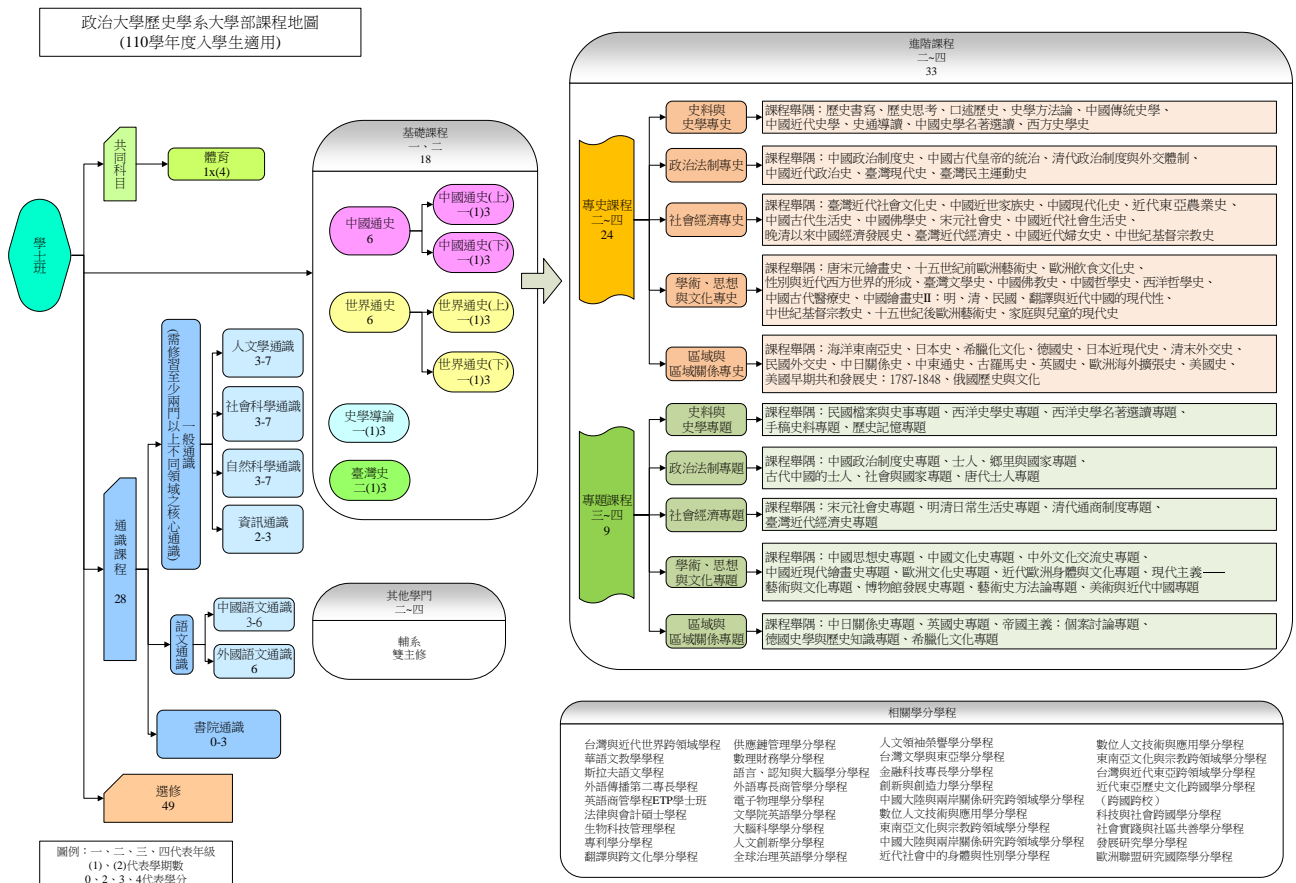 政治大學歷史學系大學部課程地圖
(110學年度入學生適用)
學士班
共同科目
體育
1x(4)
通識課程
28
一般通識
(需修習至少兩門以上不同領域之核心通識)
人文學通識
3-7
社會科學通識
3-7
自然科學通識
3-7
資訊通識
2-3
語文通識
中國語文通識
3-6
外國語文通識
6
書院通識
0-3
選修
49
圖例：一、二、三、四代表年級
(1)、(2)代表學期數
0、2、3、4代表學分
基礎課程
一、二
18
中國通史
6
中國通史(上)
一(1)3
中國通史(下)
一(1)3
世界通史
6
世界通史(上)
一(1)3
世界通史(下)
一(1)3
史學導論
一(1)3
臺灣史
二(1)3
其他學門
二~四
輔系
雙主修
進階課程
二~四
33
專史課程
二~四
24
史料與
史學專史
課程舉隅：歷史書寫、歷史思考、口述歷史、史學方法論、中國傳統史學、
中國近代史學、史通導讀、中國史學名著選讀、西方史學史
政治法制專史
課程舉隅：中國政治制度史、中國古代皇帝的統治、清代政治制度與外交體制、
中國近代政治史、臺灣現代史、臺灣民主運動史
社會經濟專史
課程舉隅：臺灣近代社會文化史、中國近世家族史、中國現代化史、近代東亞農業史、
中國古代生活史、中國佛學史、宋元社會史、中國近代社會生活史、
晚清以來中國經濟發展史、臺灣近代經濟史、中國近代婦女史、中世紀基督宗教史
學術、思想
與文化專史
課程舉隅：唐宋元繪畫史、十五世紀前歐洲藝術史、歐洲飲食文化史、
性別與近代西方世界的形成、臺灣文學史、中國佛教史、中國哲學史、西洋哲學史、
中國古代醫療史、中國繪畫史II：明、清、民國、翻譯與近代中國的現代性、
中世紀基督宗教史、十五世紀後歐洲藝術史、家庭與兒童的現代史
區域與
區域關係專史
課程舉隅：海洋東南亞史、日本史、希臘化文化、德國史、日本近現代史、清末外交史、
民國外交史、中日關係史、中東通史、古羅馬史、英國史、歐洲海外擴張史、美國史、
美國早期共和發展史：1787-1848、俄國歷史與文化
專題課程
三~四
9
史料與
史學專題
課程舉隅：民國檔案與史事專題、西洋史學史專題、西洋史學名著選讀專題、
手稿史料專題、歷史記憶專題
政治法制專題
課程舉隅：中國政治制度史專題、士人、鄉里與國家專題、
古代中國的士人、社會與國家專題、唐代士人專題
社會經濟專題
課程舉隅：宋元社會史專題、明清日常生活史專題、清代通商制度專題、
臺灣近代經濟史專題
學術、思想
與文化專題
課程舉隅：中國思想史專題、中國文化史專題、中外文化交流史專題、
中國近現代繪畫史專題、歐洲文化史專題、近代歐洲身體與文化專題、現代主義——
藝術與文化專題、博物館發展史專題、藝術史方法論專題、美術與近代中國專題
區域與
區域關係專題
課程舉隅：中日關係史專題、英國史專題、帝國主義：個案討論專題、
德國史學與歷史知識專題、希臘化文化專題
相關學分學程
台灣與近代世界跨領域學程
華語文教學學程
斯拉夫語文學程
外語傳播第二專長學程
英語商管學程ETP學士班
法律與會計碩士學程
生物科技管理學程
專利學分學程
翻譯與跨文化學分學程
供應鏈管理學分學程
數理財務學分學程
語言、認知與大腦學分學程
外語專長商管學分學程
電子物理學分學程
文學院英語學分學程
大腦科學學分學程
人文創新學分學程
全球治理英語學分學程
人文領袖榮譽學分學程
台灣文學與東亞學分學程
金融科技專長學分學程
創新與創造力學分學程
中國大陸與兩岸關係研究跨領域學分學程
數位人文技術與應用學分學程
東南亞文化與宗教跨領域學分學程
中國大陸與兩岸關係研究跨領域學分學程
近代社會中的身體與性別學分學程
數位人文技術與應用學分學程
東南亞文化與宗教跨領域學分學程
台灣與近代東亞跨領域學分學程
近代東亞歷史文化跨國學分學程
（跨國跨校）
科技與社會跨國學分學程
社會實踐與社區共善學分學程
發展研究學分學程
歐洲聯盟研究國際學分學程